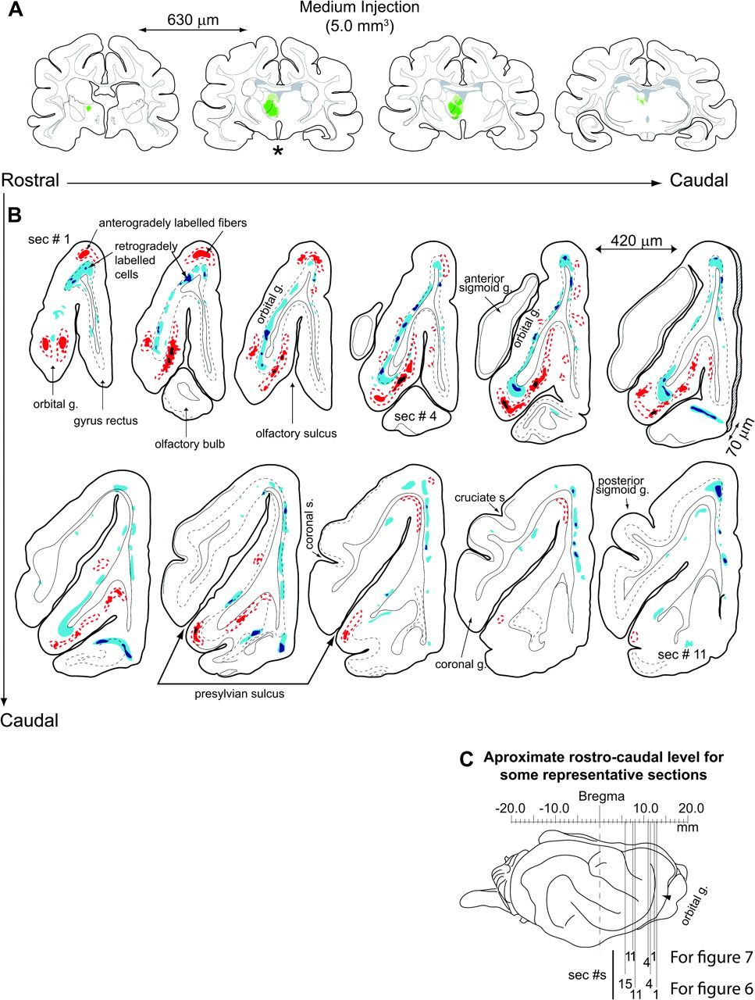 A
Medium Injection
(5.0 mm³)
630 µm
*
Rostral
Caudal
B
sec # 1
anterogradely labelled fibers
retrogradely
labelled
cells
420 µm
anterior
sigmoid g.
orbital g.
orbital g.
orbital g.
gyrus rectus
olfactory bulb
olfactory sulcus
sec # 4
70 µm
coronal s.
cruciate s.
posterior
sigmoid g.
coronal g.
sec # 11
presylvian sulcus
Caudal
C
Aproximate rostro-caudal level for
some representative sections
Bregma
-20.0 -10.0 10.0 20.0
mm
orbital g.
sec #s
11 4 1 For figure 7
15 11 4 1 For figure 6